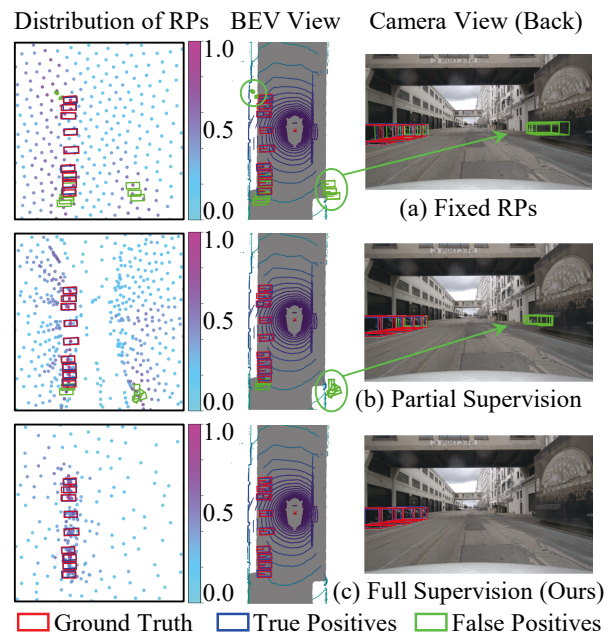 Distribution of RPs BEV View Camera View (Back)
1.0
0.5
0.0
(a) Fixed RPs
1.0
0.5
0.0
(b) Partial Supervision
1.0
0.5
0.0
(c) Full Supervision (Ours)
Ground Truth True Positives False Positives